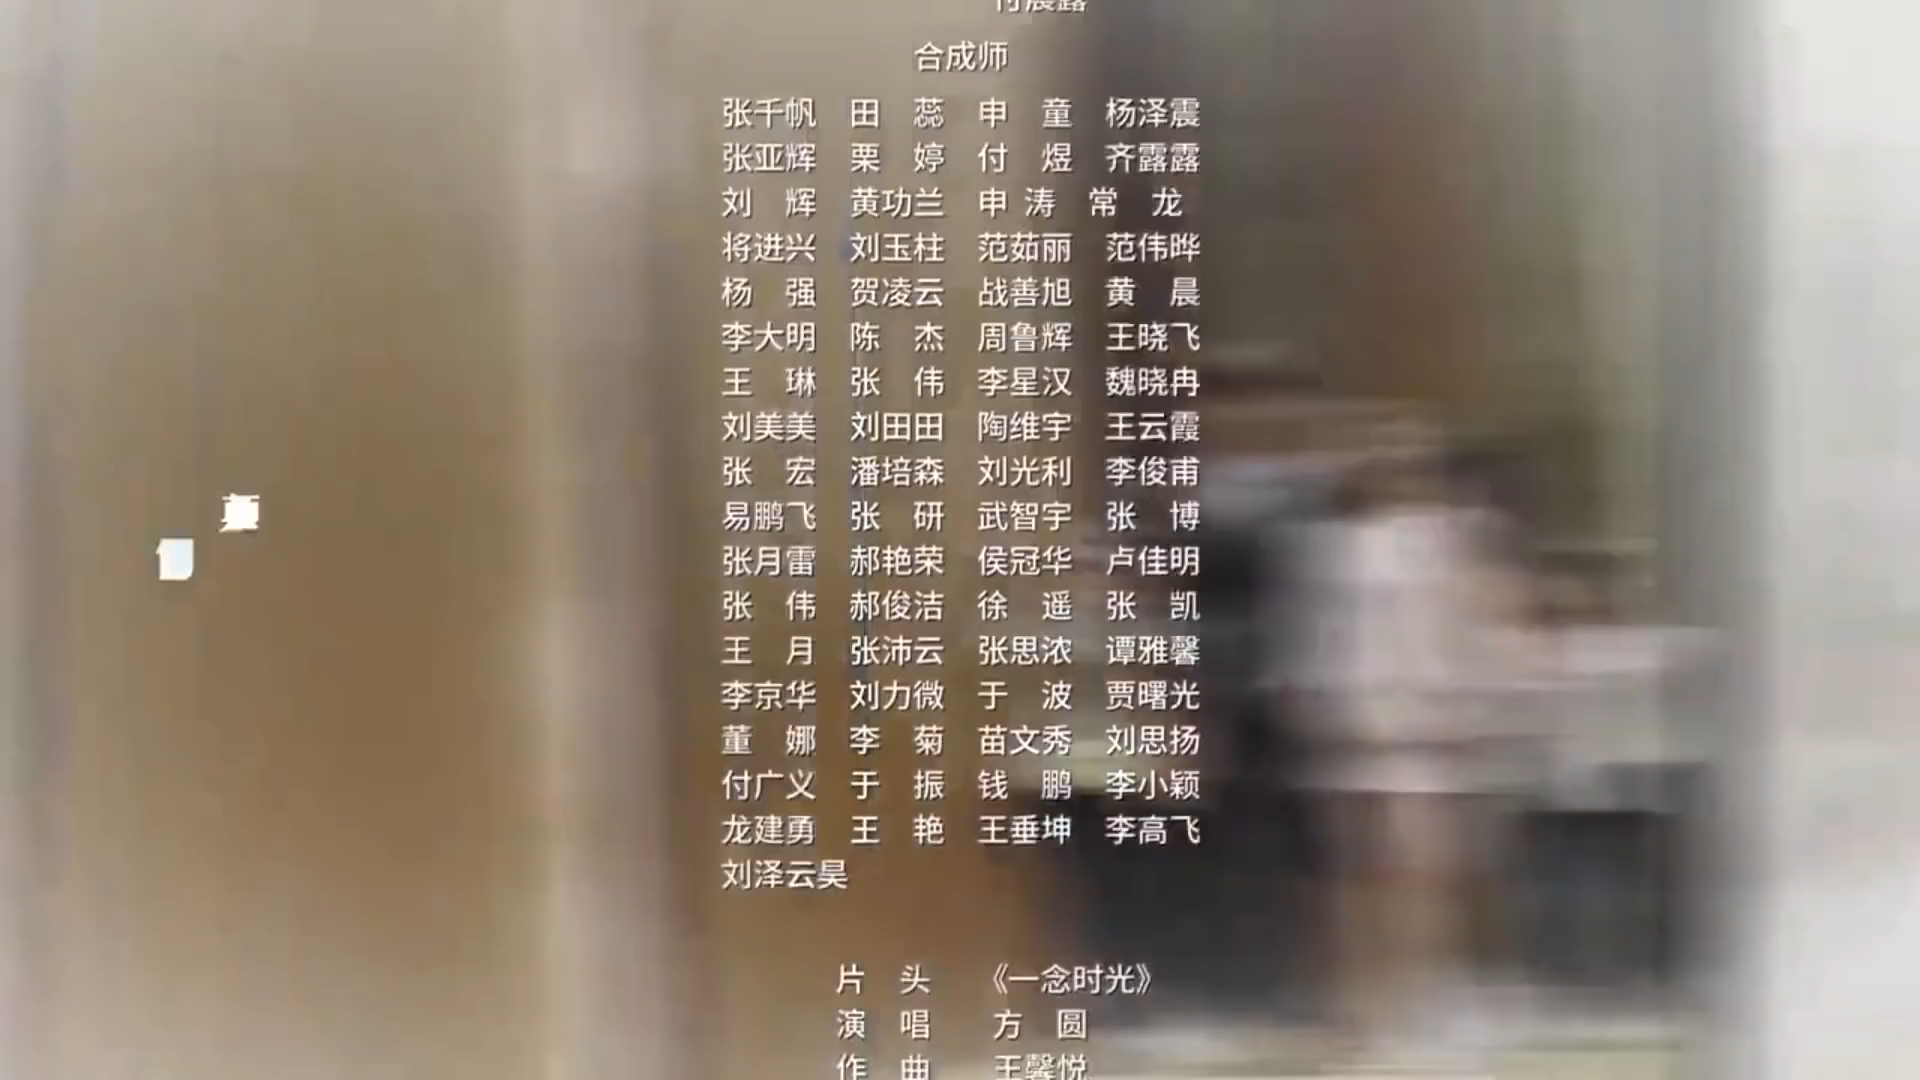 合成师
张千帆 田 蕊 申 童 杨泽震
张亚辉 栗 婷 付 煜 齐露露
刘 辉 黄功兰 申 涛 常 龙
将进兴 刘玉柱 范茹丽 范伟晔
杨 强 贺凌云 战善旭 黄 晨
李大明 陈 杰 周鲁辉 王晓飞
王 琳 张 伟 李星汉 魏晓冉
刘美美 刘田田 陶维宇 王云霞
张 宏 潘培森 刘光利 李俊甫
易鹏飞 张 研 武智宇 张 博
张月雷 郝艳荣 侯冠华 卢佳明
张 伟 郝俊洁 徐 遥 张 凯
王 月 张沛云 张思浓 谭雅馨
李京华 刘力微 于 波 贾曙光
董 娜 李 菊 苗文秀 刘思扬
付广义 于 振 钱 鹏 李小颖
龙建勇 王 艳 王垂坤 李高飞
刘泽云昊
片 头 《一念时光》
演 唱 方 圆
作 曲 王馨悦